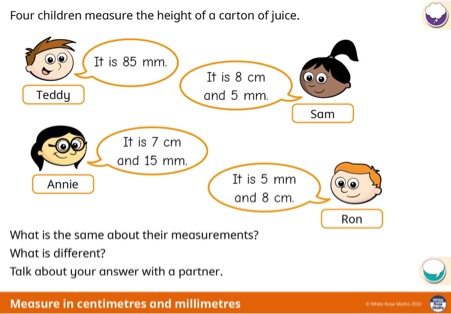 Four children measure the height of a carton of juice.
It is 85 mm.
Teddy
It is 8 cm
and 5 mm.
Sam
It is 7 cm
and 15 mm.
Annie
It is 5 mm
and 8 cm.
Ron
What is the same about their measurements?
What is different?
Talk about your answer with a partner.
Measure in centimetres and millimetres
© White Rose Maths 2022
White
Rose
Maths